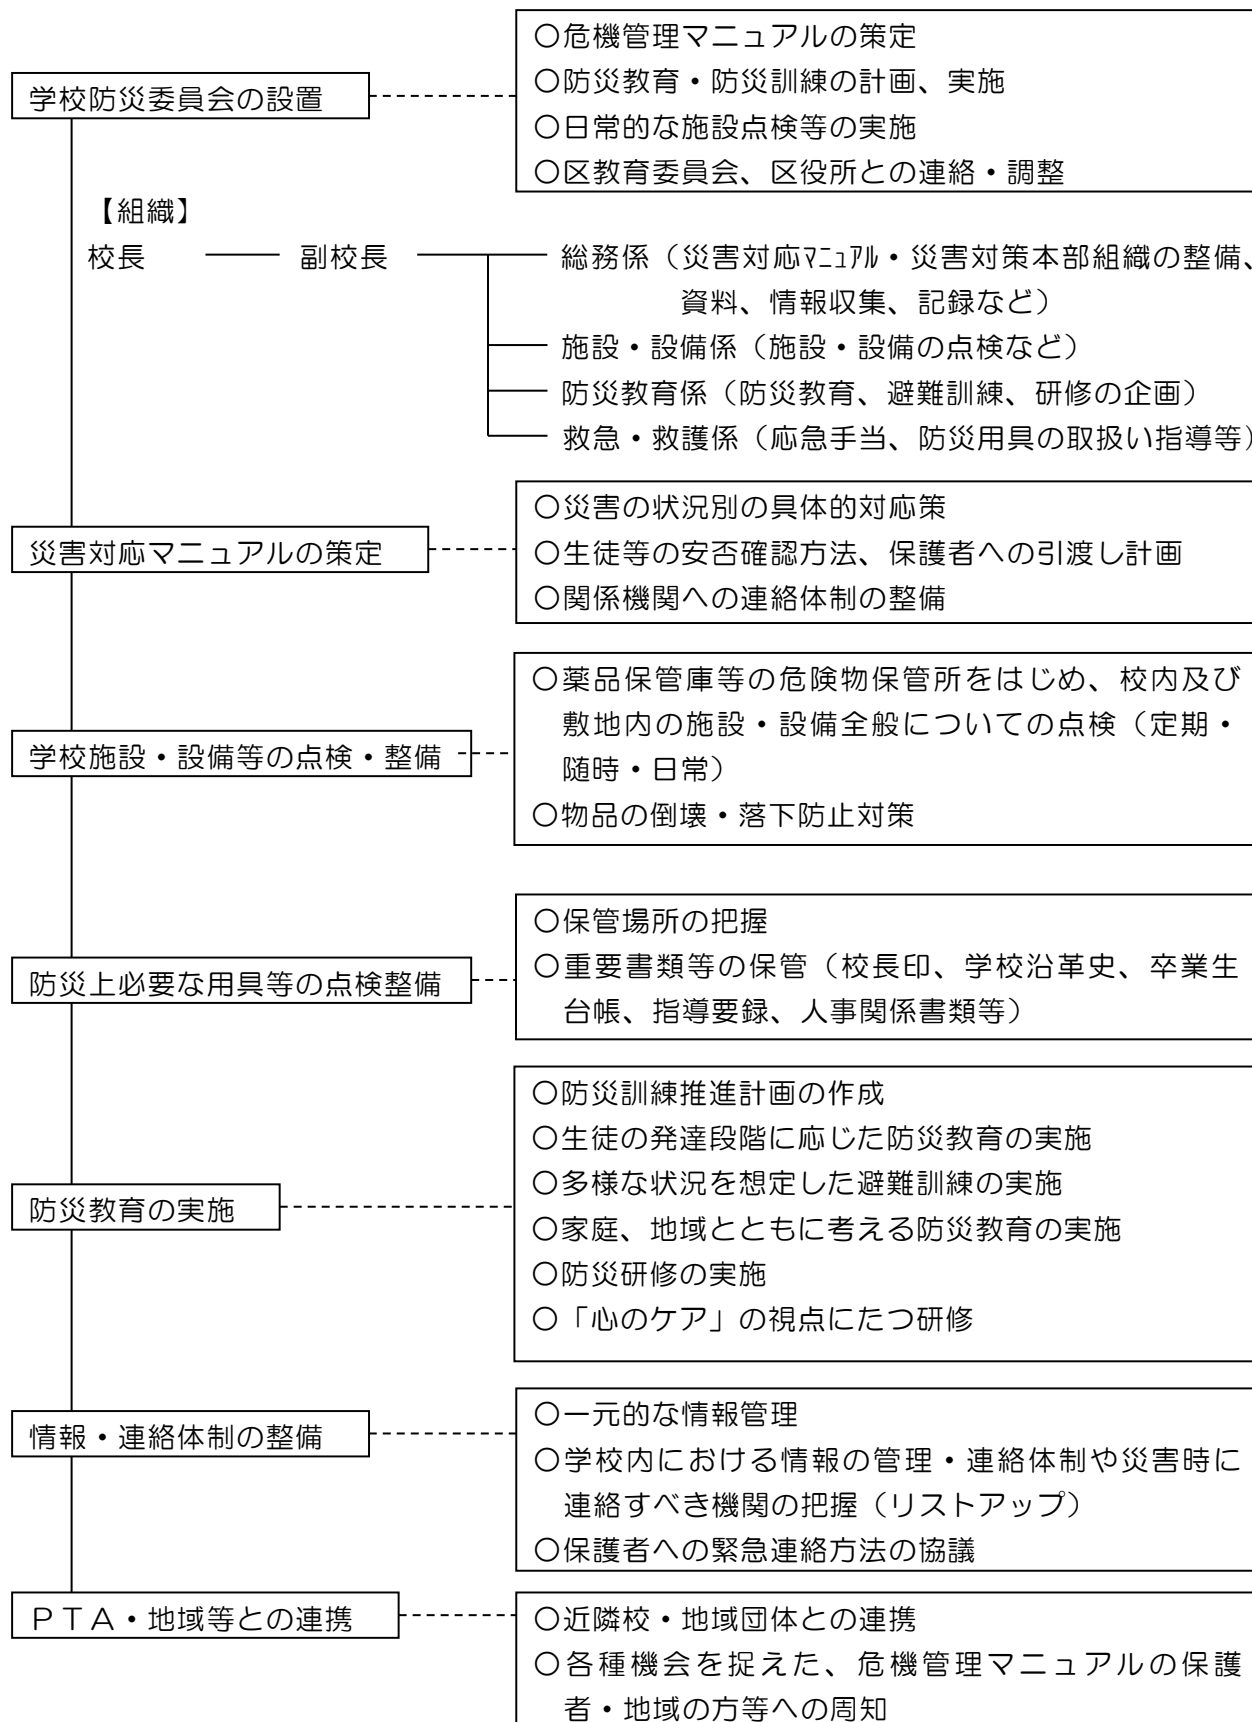 〇危機管理マニュアルの策定
学校防災委員会の設置
〇防災教育・防災訓練の計画、実施
〇日常的な施設点検等の実施
〇区教育委員会、区役所との連絡・調整
【組織】
校長 副校長 総務係（災害対応ﾏﾆｭｱﾙ・災害対策本部組織の整備、
資料、情報収集、記録など）
施設・設備係（施設・設備の点検など）
防災教育係（防災教育、避難訓練、研修の企画）
救急・救護係（応急手当、防災用具の取扱い指導等）
災害対応マニュアルの策定
〇災害の状況別の具体的対応策
〇生徒等の安否確認方法、保護者への引渡し計画
〇関係機関への連絡体制の整備
学校施設・設備等の点検・整備
〇薬品保管庫等の危険物保管所をはじめ、校内及び
敷地内の施設・設備全般についての点検（定期・
随時・日常）
〇物品の倒壊・落下防止対策
防災上必要な用具等の点検整備
〇保管場所の把握
〇重要書類等の保管（校長印、学校沿革史、卒業生
台帳、指導要録、人事関係書類等）
防災教育の実施
〇防災訓練推進計画の作成
〇生徒の発達段階に応じた防災教育の実施
〇多様な状況を想定した避難訓練の実施
〇家庭、地域とともに考える防災教育の実施
〇防災研修の実施
〇「心のケア」の視点にたつ研修
情報・連絡体制の整備
〇一元的な情報管理
〇学校内における情報の管理・連絡体制や災害時に
連絡すべき機関の把握（リストアップ）
〇保護者への緊急連絡方法の協議
ＰＴＡ・地域等との連携
〇近隣校・地域団体との連携
〇各種機会を捉えた、危機管理マニュアルの保護
者・地域の方等への周知